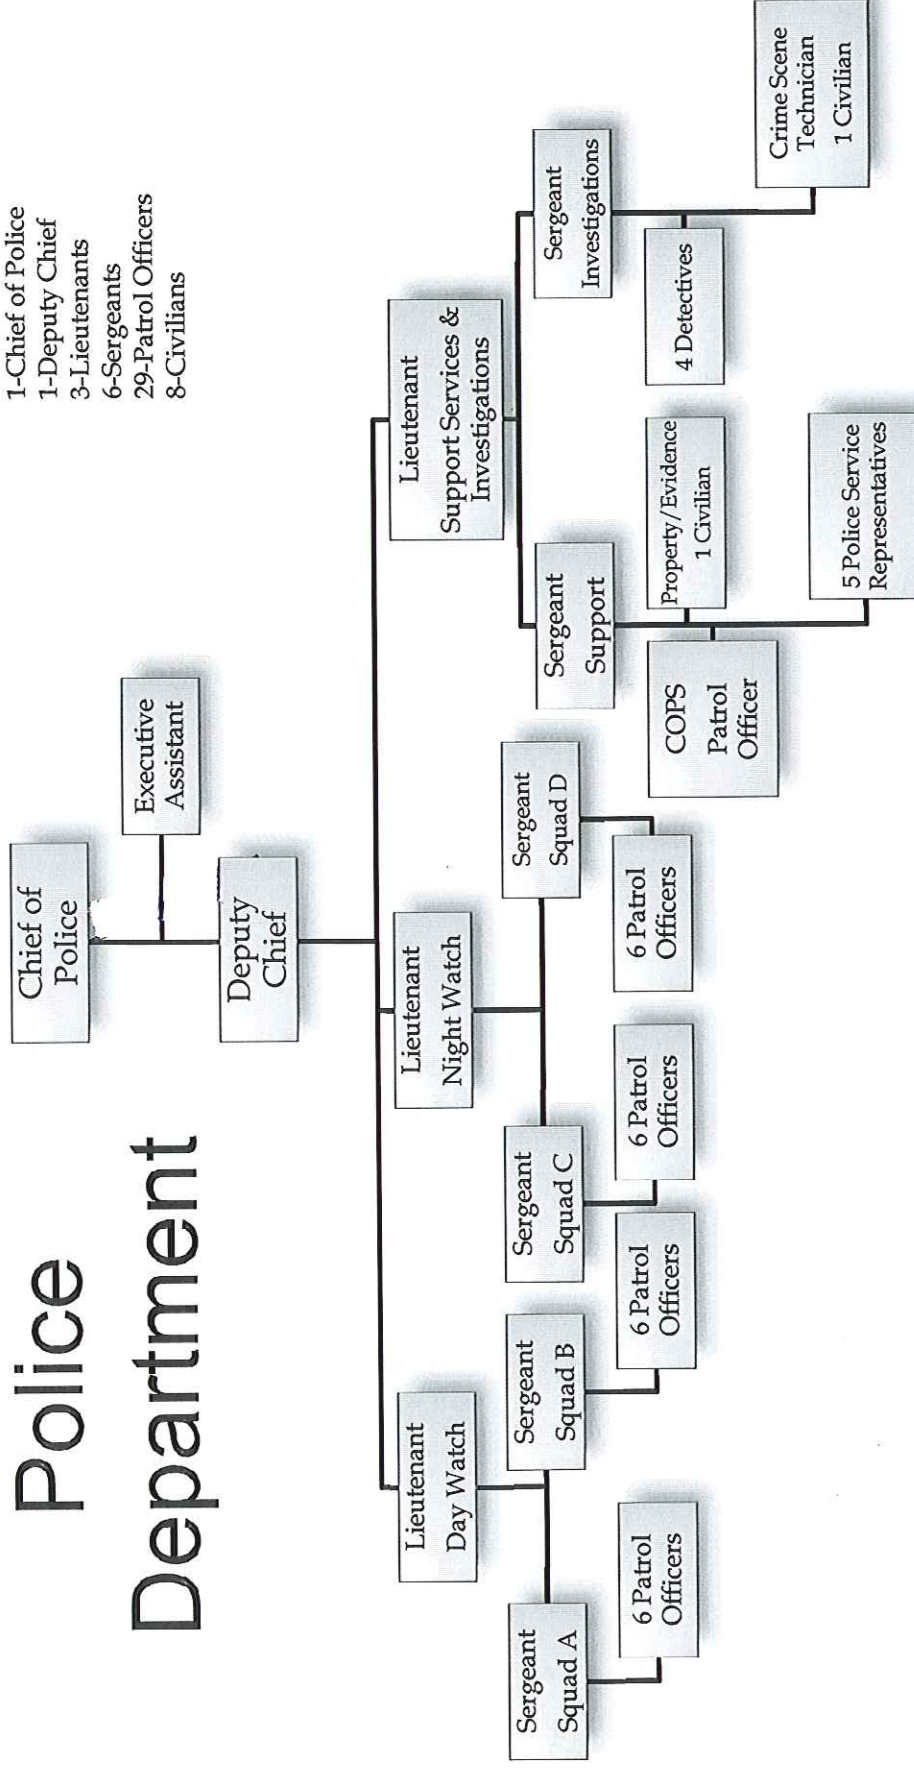 Police
Department
1-Chief of Police
1-Deputy Chief
3-Lieutenants
6-Sergeants
29-Patrol Officers
8-Civilians
Chief of
Police
Executive
Assistant
Deputy
Chief
Lieutenant
Day Watch
Lieutenant
Night Watch
Lieutenant
Support Services &
Investigations
Sergeant
Squad A
6 Patrol
Officers
Sergeant
Squad B
6 Patrol
Officers
Sergeant
Squad C
6 Patrol
Officers
Sergeant
Squad D
6 Patrol
Officers
Sergeant
Support
Property/Evidence
1 Civilian
COPS
Patrol
Officer
5 Police Service
Representatives
Sergeant
Investigations
4 Detectives
Crime Scene
Technician
1 Civilian